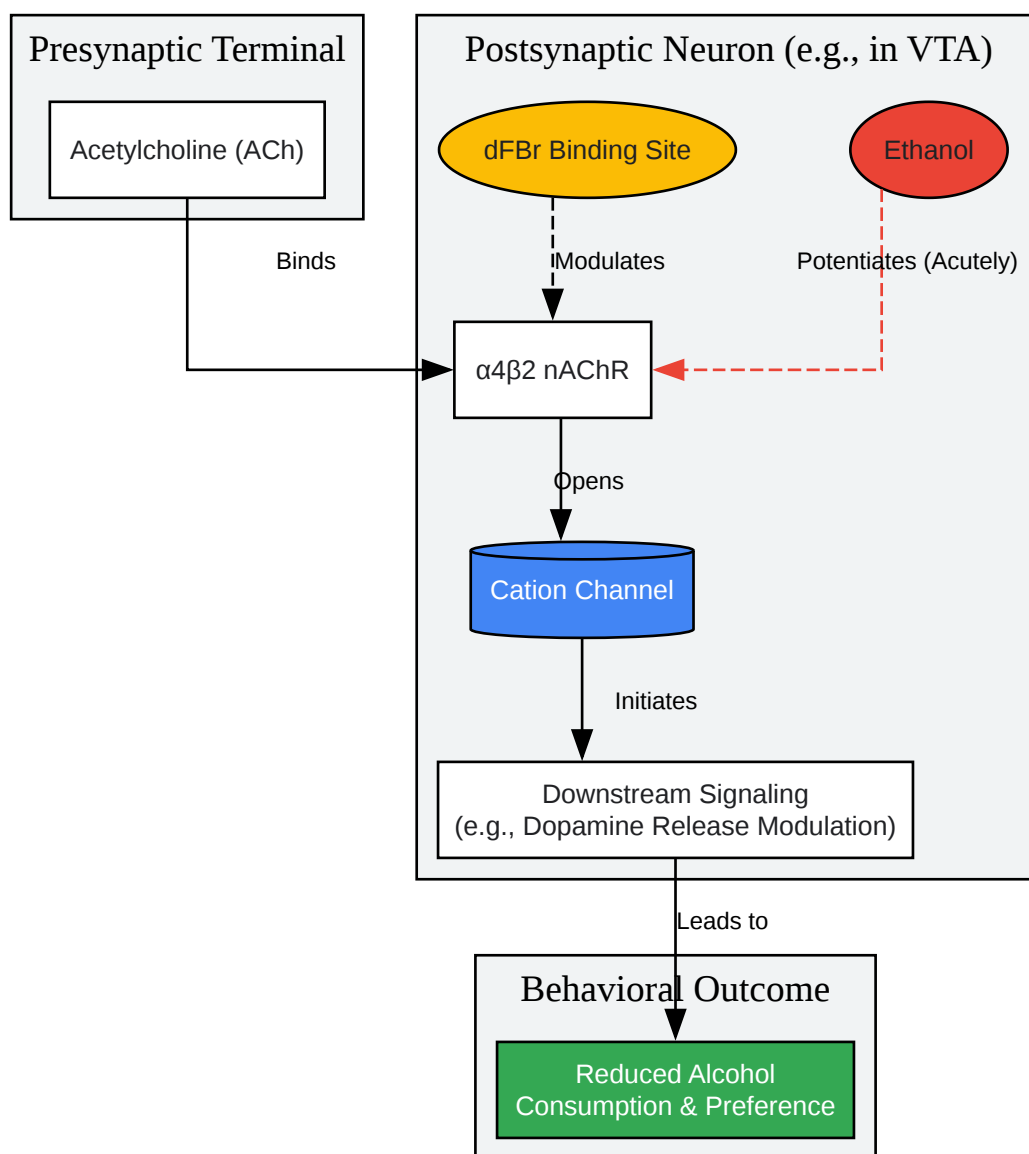 Presynaptic Terminal
Postsynaptic Neuron (e.g., in VTA)
Acetylcholine (ACh)
dFBr Binding Site
Ethanol
Binds
Modulates
Potentiates (Acutely)
α4β2 nAChR
Opens
Cation Channel
Initiates
Downstream Signaling
(e.g., Dopamine Release Modulation)
Leads to
Behavioral Outcome
Reduced Alcohol
Consumption & Preference